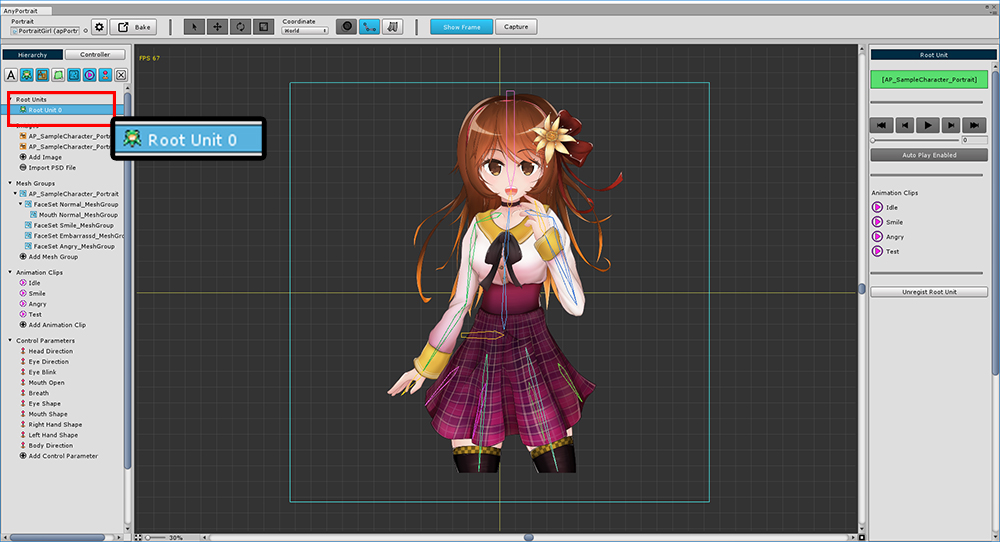 AnyPortrait
Portrait
PortraitGirl (apPortr
Bake
Coordinate
World
Show Frame
Capture
Hierarchy
Controller
A
Root Units
Root Unit 0
Root Unit 0
AP_SampleCharacter_Portrait
AP_SampleCharacter_Portrait
Add Image
Import PSD File
Mesh Groups
AP_SampleCharacter_Portrait
FaceSet Normal_MeshGroup
Mouth Normal_MeshGroup
FaceSet Smile_MeshGroup
FaceSet Embarrassd_MeshGro
FaceSet Angry_MeshGroup
Add Mesh Group
Animation Clips
Idle
Smile
Angry
Test
Add Animation Clip
Control Parameters
Head Direction
Eye Direction
Eye Blink
Mouth Open
Breath
Eye Shape
Mouth Shape
Right Hand Shape
Left Hand Shape
Body Direction
Add Control Parameter
FPS 67
30%
Root Unit
[AP_SampleCharacter_Portrait]
0
Auto Play Enabled
Animation Clips
Idle
Smile
Angry
Test
Unregist Root Unit